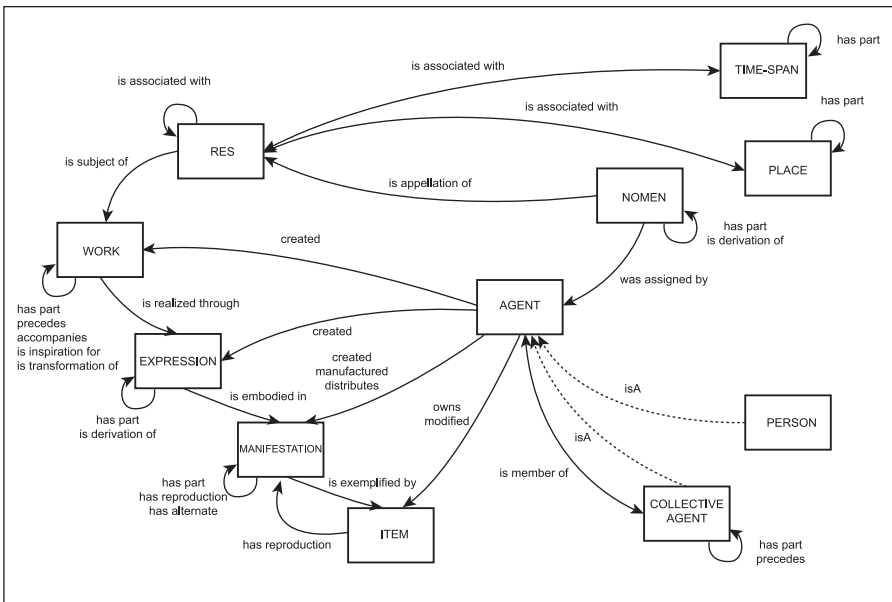 has part
TIME-SPAN
is associated with
is associated with
is associated with
has part
RES
PLACE
is subject of
is appellation of
NOMEN
has part
is derivation of
WORK
created
was assigned by
has part
precedes
accompanies
is inspiration for
is transformation of
is realized through
AGENT
created
EXPRESSION
created
manufactured
distributes
has part
is derivation of
is embodied in
owns
modified
isA
PERSON
isA
MANIFESTATION
is member of
has part
has reproduction
has alternate
is exemplified by
COLLECTIVE
AGENT
has reproduction
ITEM
has part
precedes